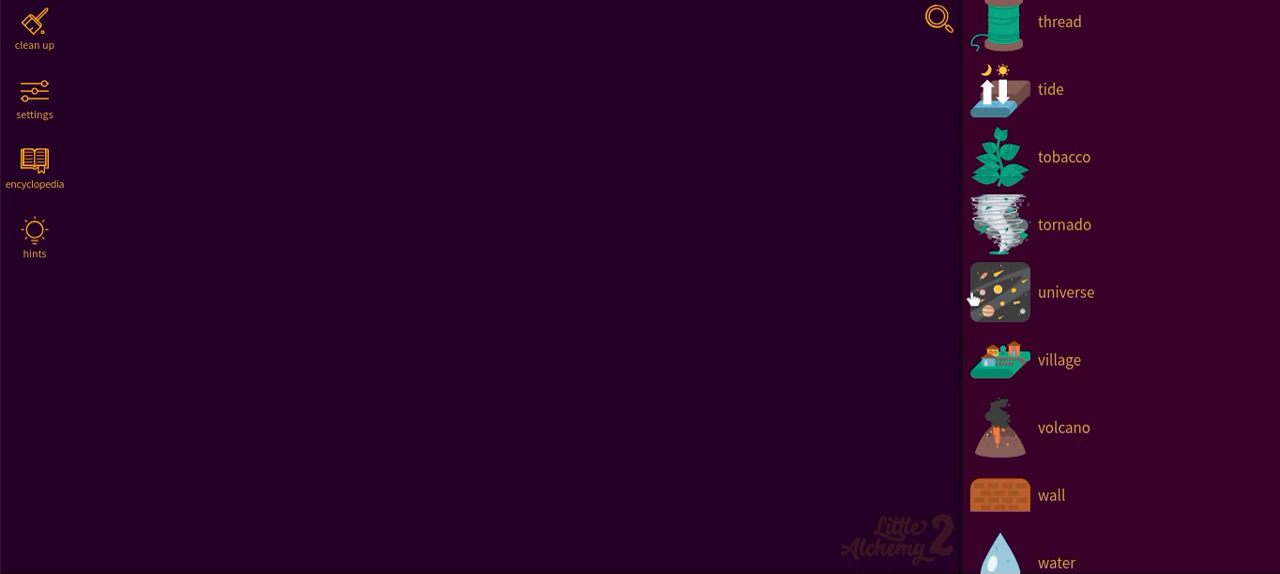 clean up
settings
encyclopedia
hints
thread
tide
tobacco
tornado
universe
village
volcano
wall
water
Little
Alchemy 2